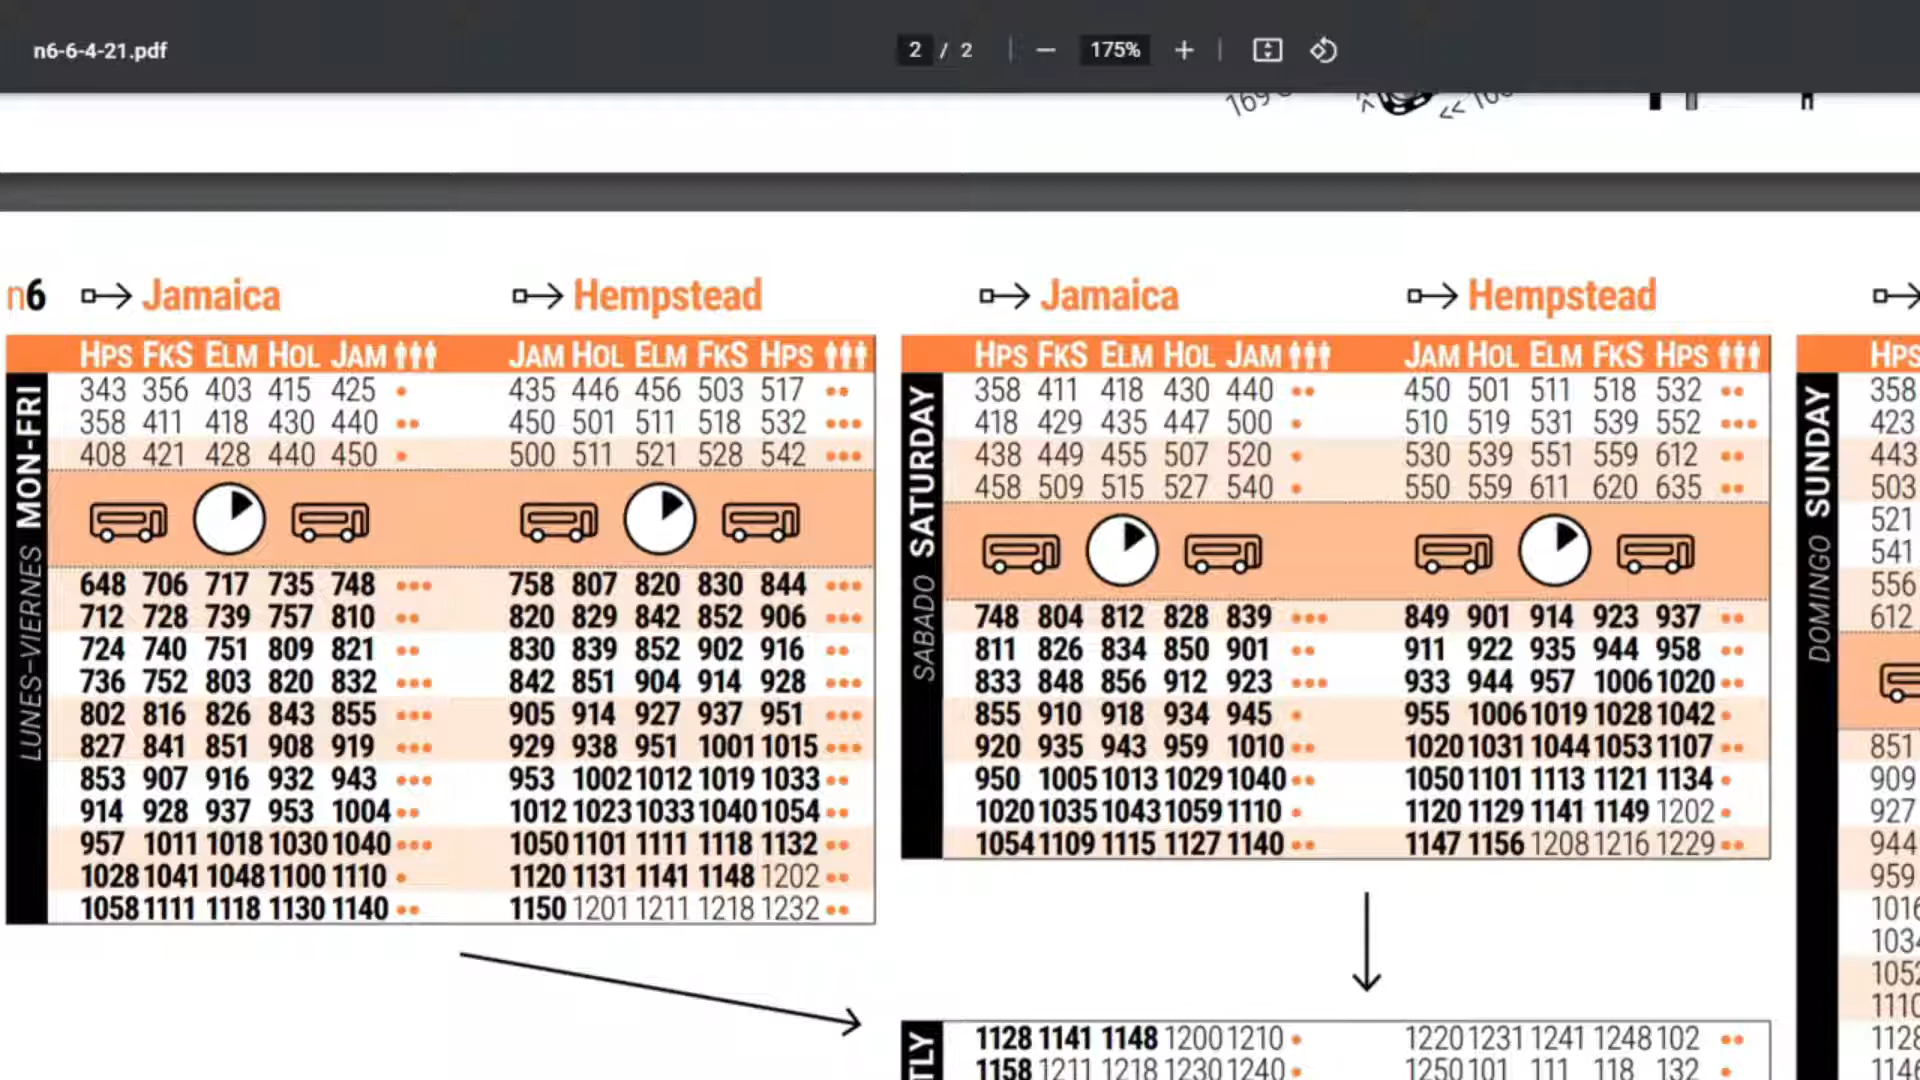 n6-6-4-21.pdf 2 / 2 175%
n6 Jamaica Hempstead Jamaica Hempstead
HPS FKS ELM HOL JAM JAM HOL ELM FKS HPS HPS FKS ELM HOL JAM JAM HOL ELM FKS HPS HPS
MON-FRI
LUNES–VIERNES
343 356 403 415 425 435 446 456 503 517
358 411 418 430 440 450 501 511 518 532
408 421 428 440 450 500 511 521 528 542
648 706 717 735 748 758 807 820 830 844
712 728 739 757 810 820 829 842 852 906
724 740 751 809 821 830 839 852 902 916
736 752 803 820 832 842 851 904 914 928
802 816 826 843 855 905 914 927 937 951
827 841 851 908 919 929 938 951 1001 1015
853 907 916 932 943 953 1002 1012 1019 1033
914 928 937 953 1004 1012 1023 1033 1040 1054
957 1011 1018 1030 1040 1050 1101 1111 1118 1132
1028 1041 1048 1100 1110 1120 1131 1141 1148 1202
1058 1111 1118 1130 1140 1150 1201 1211 1218 1232
SATURDAY
SABADO
358 411 418 430 440 450 501 511 518 532
418 429 435 447 500 510 519 531 539 552
438 449 455 507 520 530 539 551 559 612
458 509 515 527 540 550 559 611 620 635
748 804 812 828 839 849 901 914 923 937
811 826 834 850 901 911 922 935 944 958
833 848 856 912 923 933 944 957 1006 1020
855 910 918 934 945 955 1006 1019 1028 1042
920 935 943 959 1010 1020 1031 1044 1053 1107
950 1005 1013 1029 1040 1050 1101 1113 1121 1134
1020 1035 1043 1059 1110 1120 1129 1141 1149 1202
1054 1109 1115 1127 1140 1147 1156 1208 1216 1229
TLY
1128 1141 1148 1200 1210 1220 1231 1241 1248 102
1158 1211 1218 1230 1240 1250 101 111 118 132
SUNDAY
DOMINGO
358
423
443
503
521
541
556
612
851
909
927
944
959
1016
1034
1052
1110
1128
1146